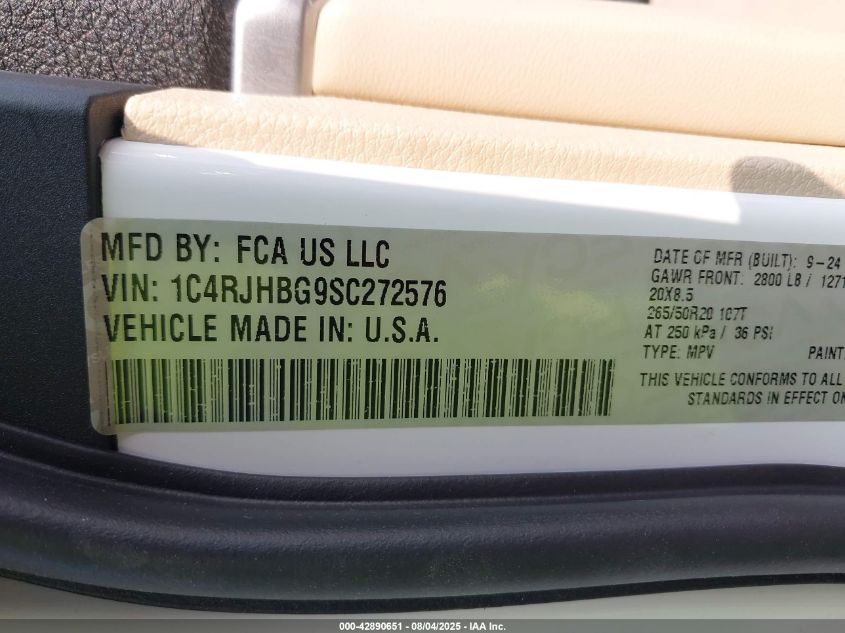 MFD BY: FCA US LLC
VIN: 1C4RJHBG9SC272576
VEHICLE MADE IN: U.S.A.
DATE OF MFR (BUILT): 9-24
GAWR FRONT: 2800 LB / 1271
20X8.5
265/50R20 107T
AT 250 kPa / 36 PSI
TYPE: MPV PAINT:
THIS VEHICLE CONFORMS TO ALL
STANDARDS IN EFFECT ON
000-42890651 - 08/04/2025 - IAA Inc.